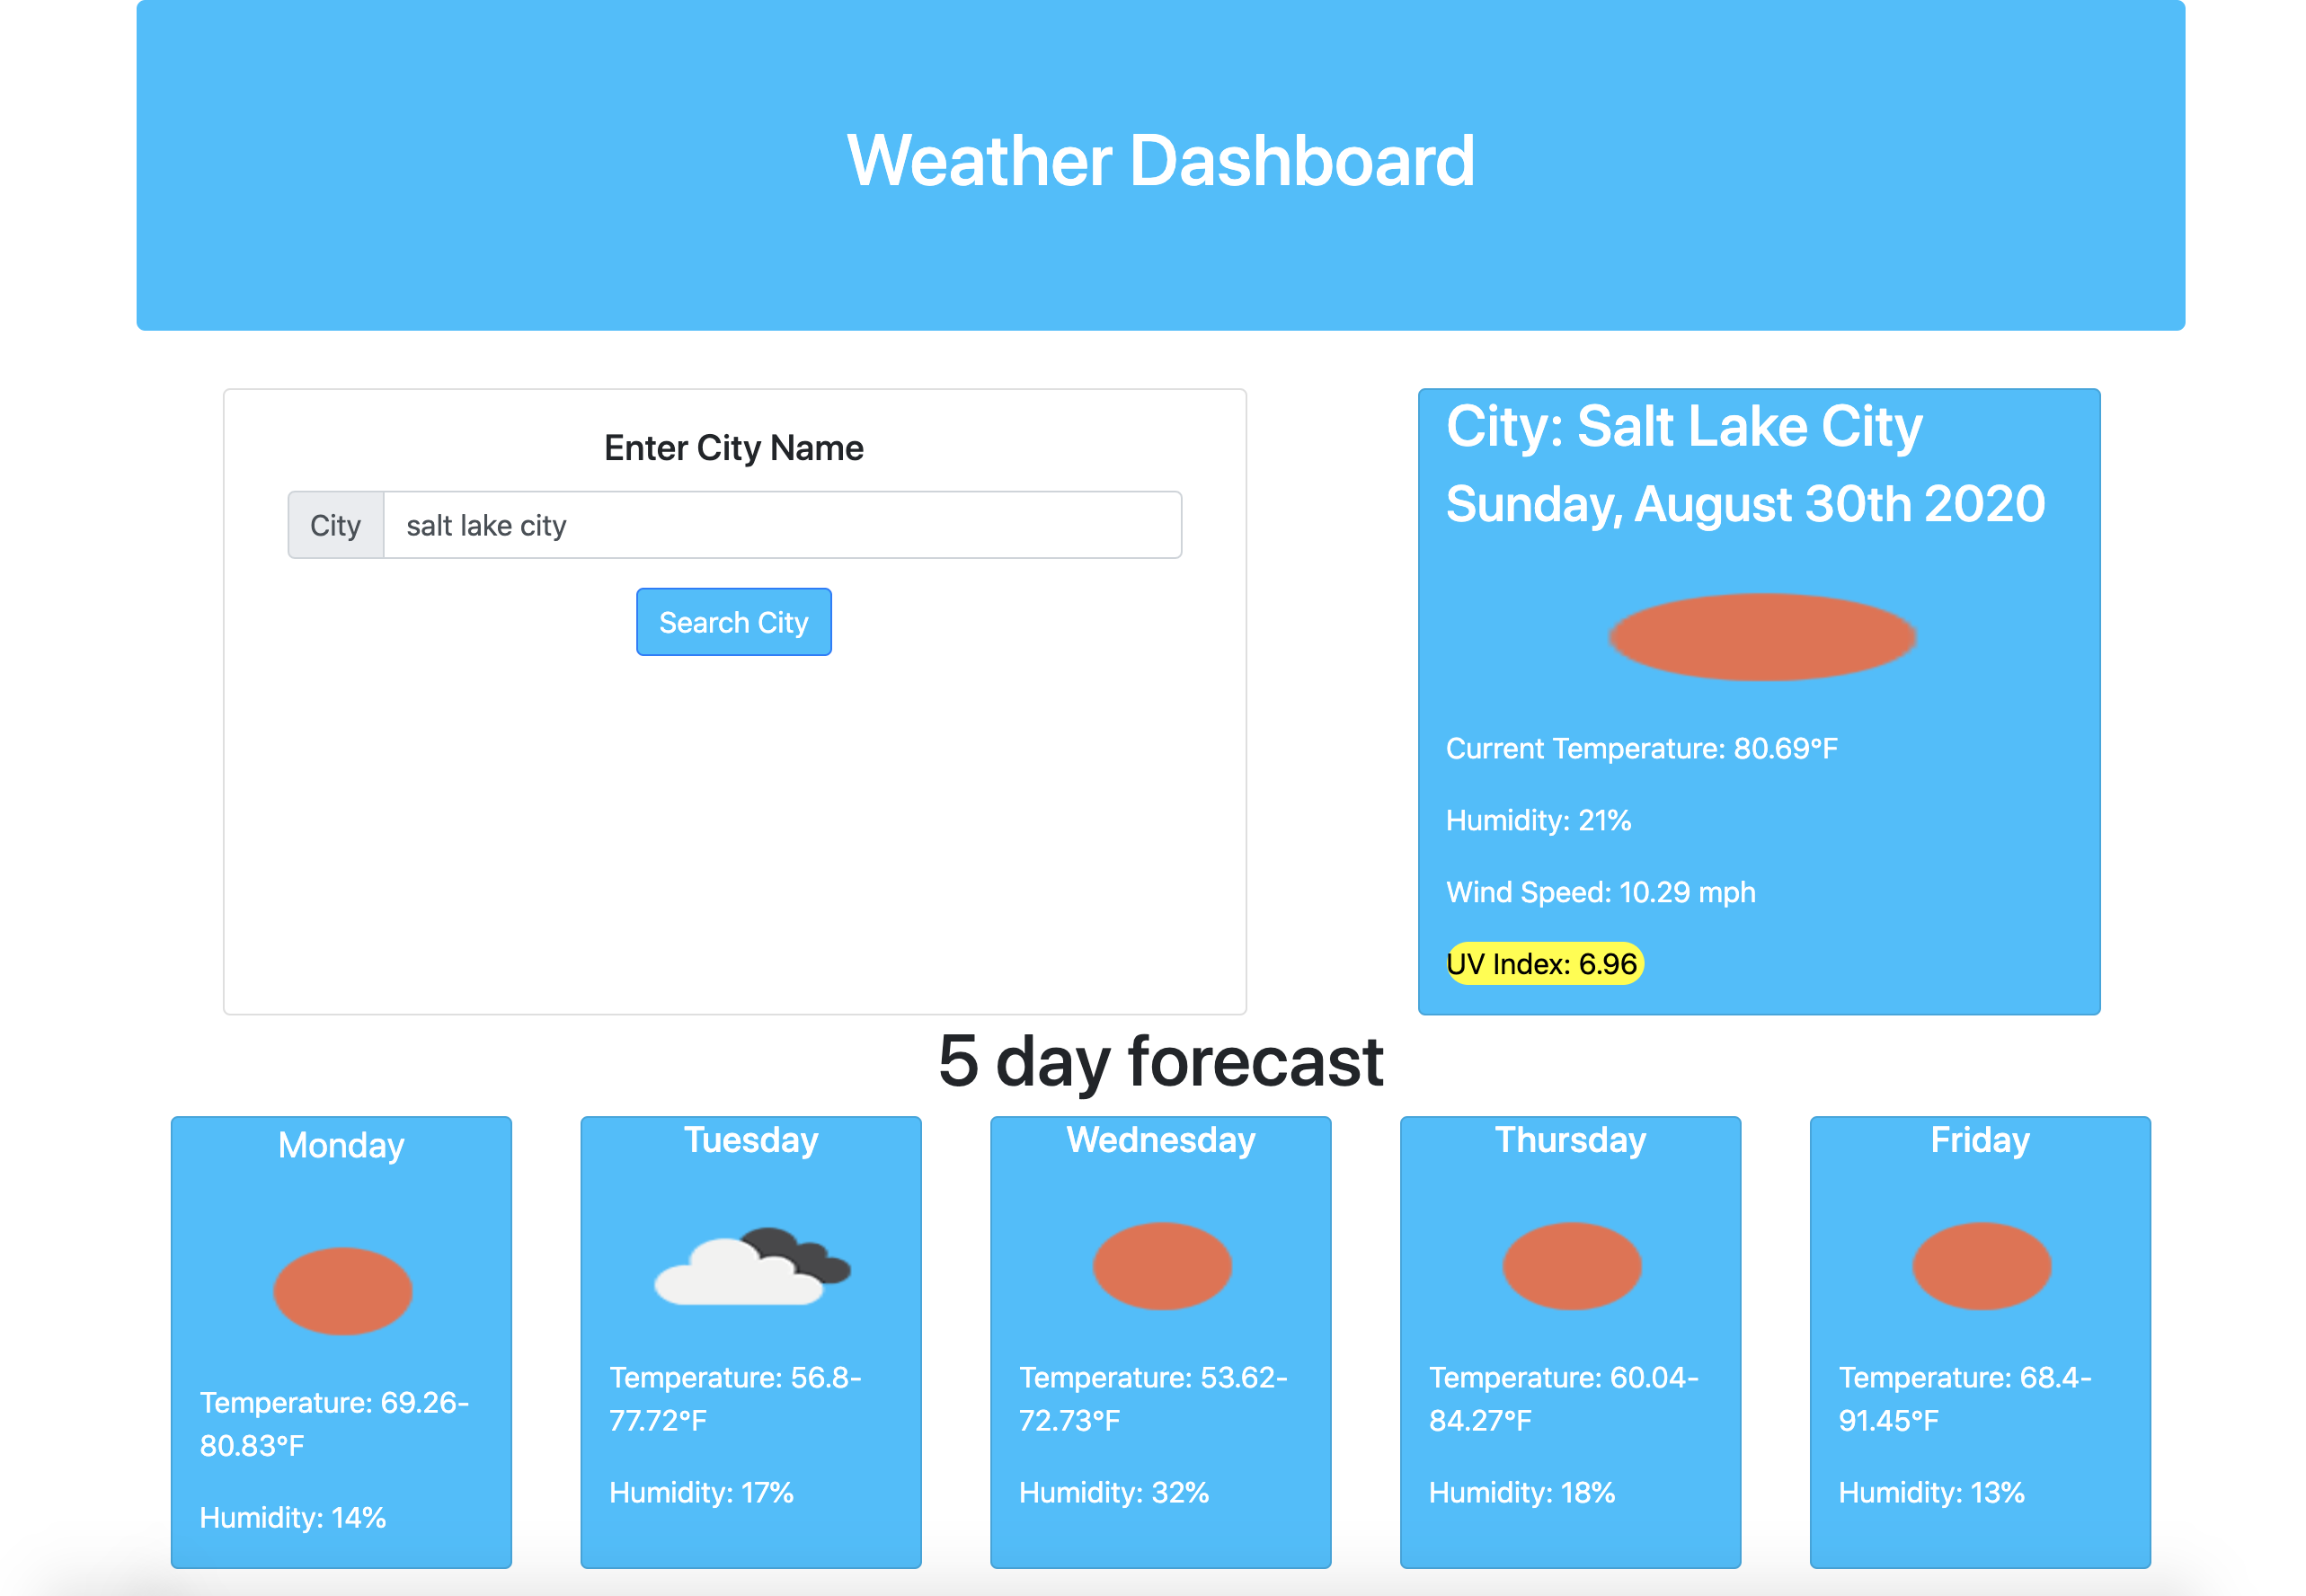 Weather Dashboard
Enter City Name
City
salt lake city
Search City
City: Salt Lake City
Sunday, August 30th 2020
Current Temperature: 80.69°F
Humidity: 21%
Wind Speed: 10.29 mph
UV Index: 6.96
5 day forecast
Monday
Temperature: 69.26-
80.83°F
Humidity: 14%
Tuesday
Temperature: 56.8-
77.72°F
Humidity: 17%
Wednesday
Temperature: 53.62-
72.73°F
Humidity: 32%
Thursday
Temperature: 60.04-
84.27°F
Humidity: 18%
Friday
Temperature: 68.4-
91.45°F
Humidity: 13%